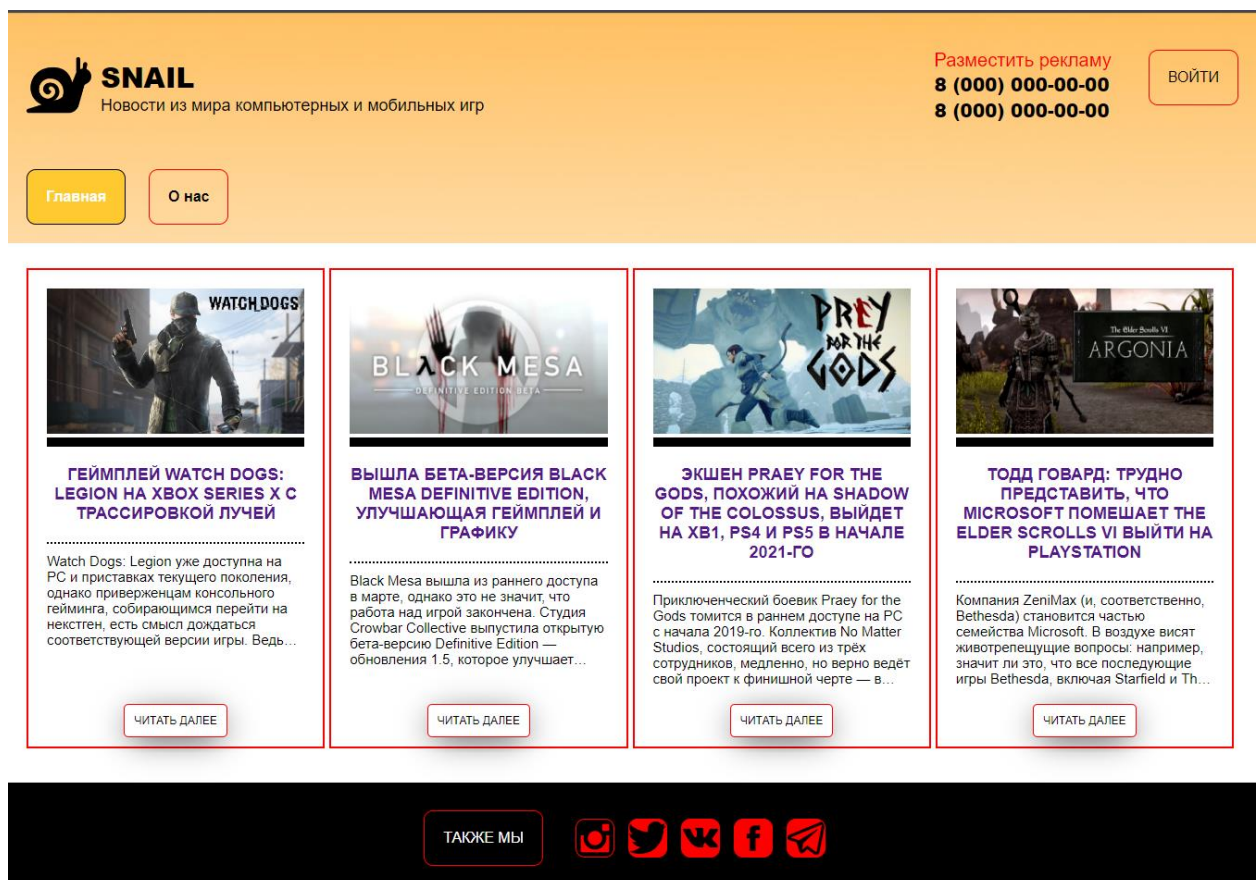 SNAIL
Новости из мира компьютерных и мобильных игр
Разместить рекламу
8 (000) 000-00-00
8 (000) 000-00-00
ВОЙТИ
Главная
О нас
WATCH DOGS
ГЕЙМПЛЕЙ WATCH DOGS:
LEGION НА XBOX SERIES X С
ТРАССИРОВКОЙ ЛУЧЕЙ
Watch Dogs: Legion уже доступна на
PC и приставках текущего поколения,
однако приверженцам консольного
гейминга, собирающимся перейти на
некстген, есть смысл дождаться
соответствующей версии игры. Ведь…
ЧИТАТЬ ДАЛЕЕ
BLACK MESA
DEFINITIVE EDITION BETA
ВЫШЛА БЕТА-ВЕРСИЯ BLACK
MESA DEFINITIVE EDITION,
УЛУЧШАЮЩАЯ ГЕЙМПЛЕЙ И
ГРАФИКУ
Black Mesa вышла из раннего доступа
в марте, однако это не значит, что
работа над игрой закончена. Студия
Crowbar Collective выпустила открытую
бета-версию Definitive Edition —
обновления 1.5, которое улучшает…
ЧИТАТЬ ДАЛЕЕ
PREY
FOR THE
GODS
ЭКШЕН PRAEY FOR THE
GODS, ПОХОЖИЙ НА SHADOW
OF THE COLOSSUS, ВЫЙДЕТ
НА XB1, PS4 И PS5 В НАЧАЛЕ
2021-ГО
Приключенческий боевик Praey for the
Gods томится в раннем доступе на PC
с начала 2019-го. Коллектив No Matter
Studios, состоящий всего из трёх
сотрудников, медленно, но верно ведёт
свой проект к финишной черте — в…
ЧИТАТЬ ДАЛЕЕ
The Elder Scrolls VI
ARGONIA
ТОДД ГОВАРД: ТРУДНО
ПРЕДСТАВИТЬ, ЧТО
MICROSOFT ПОМЕШАЕТ THE
ELDER SCROLLS VI ВЫЙТИ НА
PLAYSTATION
Компания ZeniMax (и, соответственно,
Bethesda) становится частью
семейства Microsoft. В воздухе висят
животрепещущие вопросы: например,
значит ли это, что все последующие
игры Bethesda, включая Starfield и Th…
ЧИТАТЬ ДАЛЕЕ
ТАКЖЕ МЫ